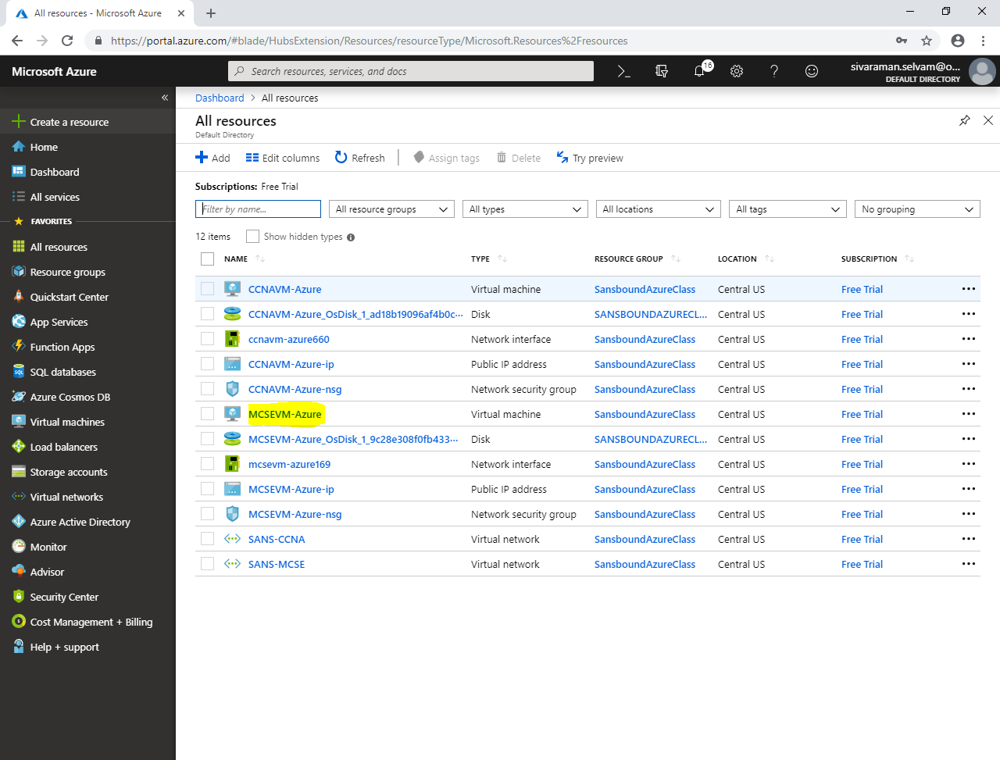 All resources - Microsoft Azure
https://portal.azure.com/#blade/HubsExtension/Resources/resourceType/Microsoft.Resources%2Fresources
Microsoft Azure
Search resources, services, and docs
16
sivaraman.selvam@o...
DEFAULT DIRECTORY
Create a resource
Home
Dashboard
All services
FAVORITES
All resources
Resource groups
Quickstart Center
App Services
Function Apps
SQL databases
Azure Cosmos DB
Virtual machines
Load balancers
Storage accounts
Virtual networks
Azure Active Directory
Monitor
Advisor
Security Center
Cost Management + Billing
Help + support
Dashboard > All resources
All resources
Default Directory
Add Edit columns Refresh Assign tags Delete Try preview
Subscriptions: Free Trial
Filter by name... All resource groups All types All locations All tags No grouping
12 items Show hidden types
NAME TYPE RESOURCE GROUP LOCATION SUBSCRIPTION
CCNAVM-Azure Virtual machine SansboundAzureClass Central US Free Trial
CCNAVM-Azure_OsDisk_1_ad18b19096af4b0c... Disk SANSBOUNDAZURECL... Central US Free Trial
ccnavm-azure660 Network interface SansboundAzureClass Central US Free Trial
CCNAVM-Azure-ip Public IP address SansboundAzureClass Central US Free Trial
CCNAVM-Azure-nsg Network security group SansboundAzureClass Central US Free Trial
MCSEVM-Azure Virtual machine SansboundAzureClass Central US Free Trial
MCSEVM-Azure_OsDisk_1_9c28e308f0fb433... Disk SANSBOUNDAZURECL... Central US Free Trial
mcsevm-azure169 Network interface SansboundAzureClass Central US Free Trial
MCSEVM-Azure-ip Public IP address SansboundAzureClass Central US Free Trial
MCSEVM-Azure-nsg Network security group SansboundAzureClass Central US Free Trial
SANS-CCNA Virtual network SansboundAzureClass Central US Free Trial
SANS-MCSE Virtual network SansboundAzureClass Central US Free Trial